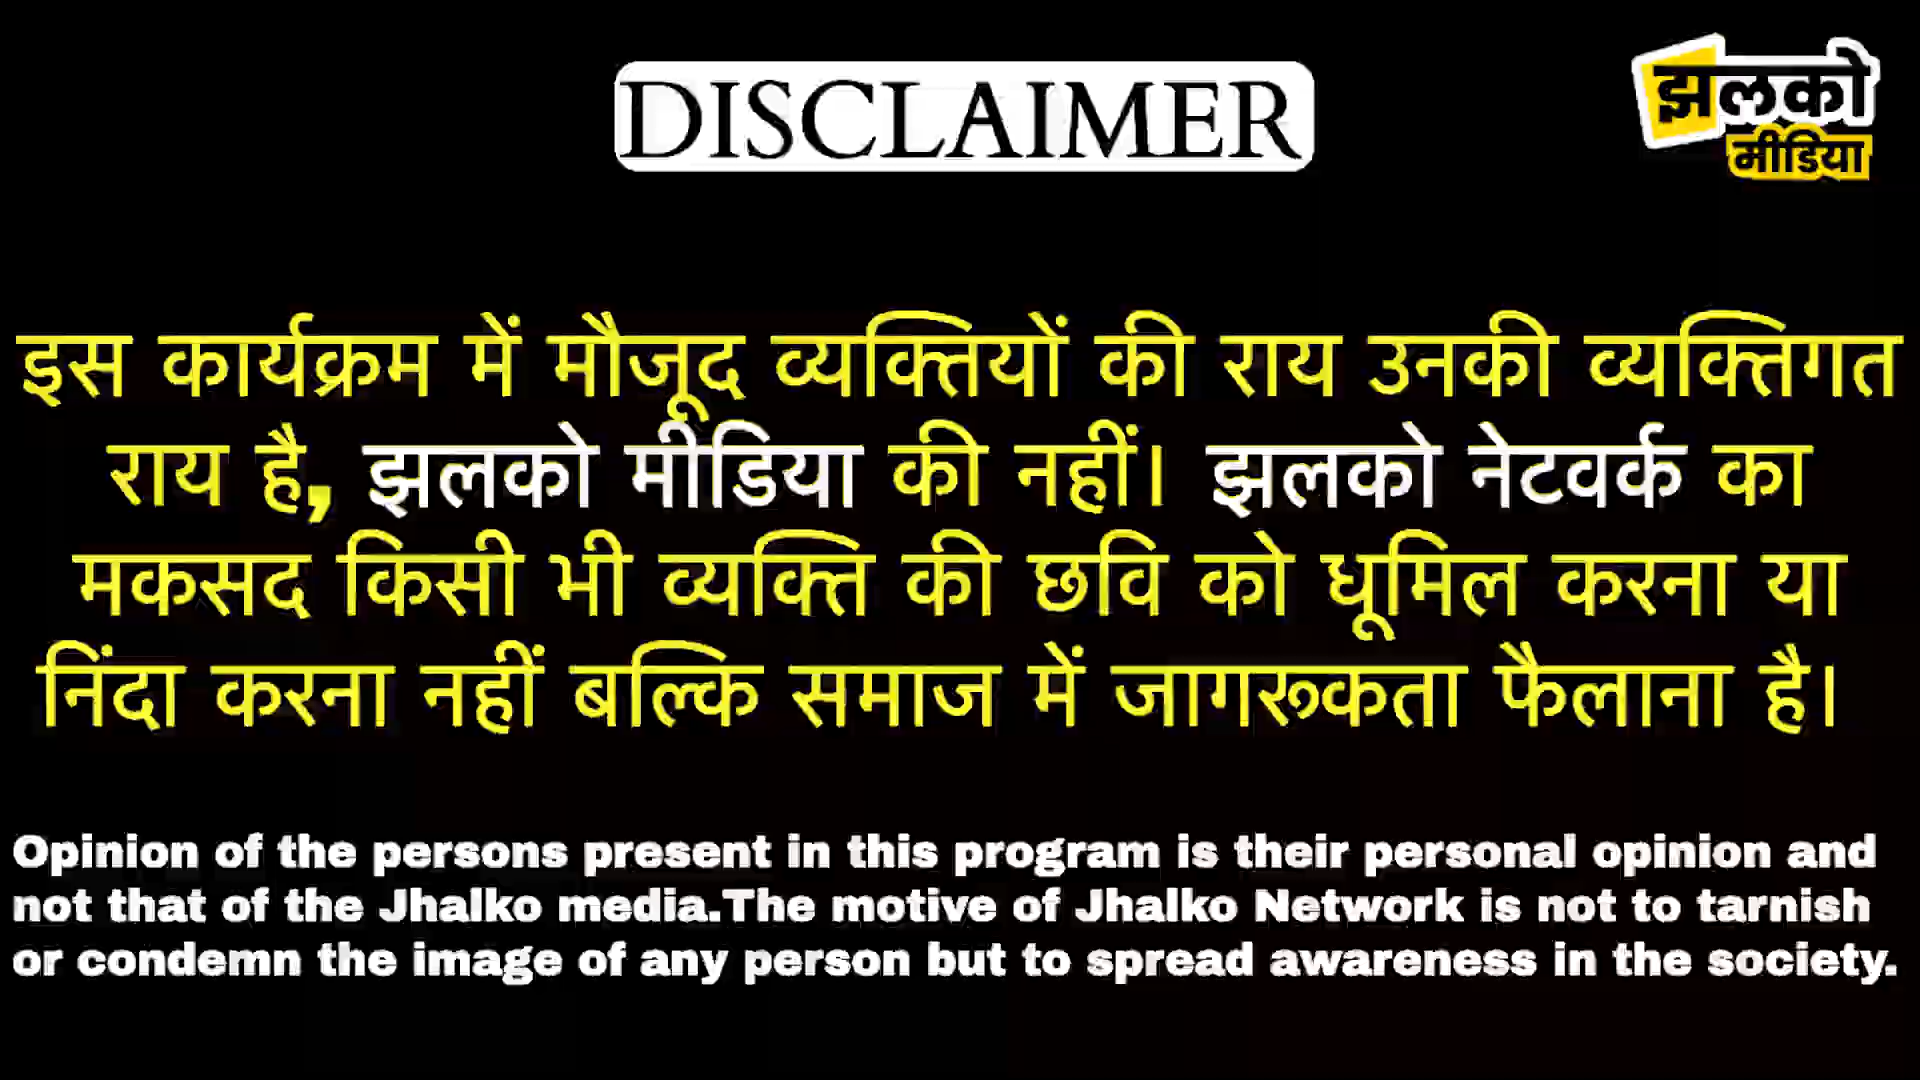 DISCLAIMER
झलको
मीडिया
इस कार्यक्रम में मौजूद व्यक्तियों की राय उनकी व्यक्तिगत
राय है, झलको मीडिया की नहीं। झलको नेटवर्क का
मकसद किसी भी व्यक्ति की छवि को धूमिल करना या
निंदा करना नहीं बल्कि समाज में जागरूकता फैलाना है।
Opinion of the persons present in this program is their personal opinion and
not that of the Jhalko media.The motive of Jhalko Network is not to tarnish
or condemn the image of any person but to spread awareness in the society.